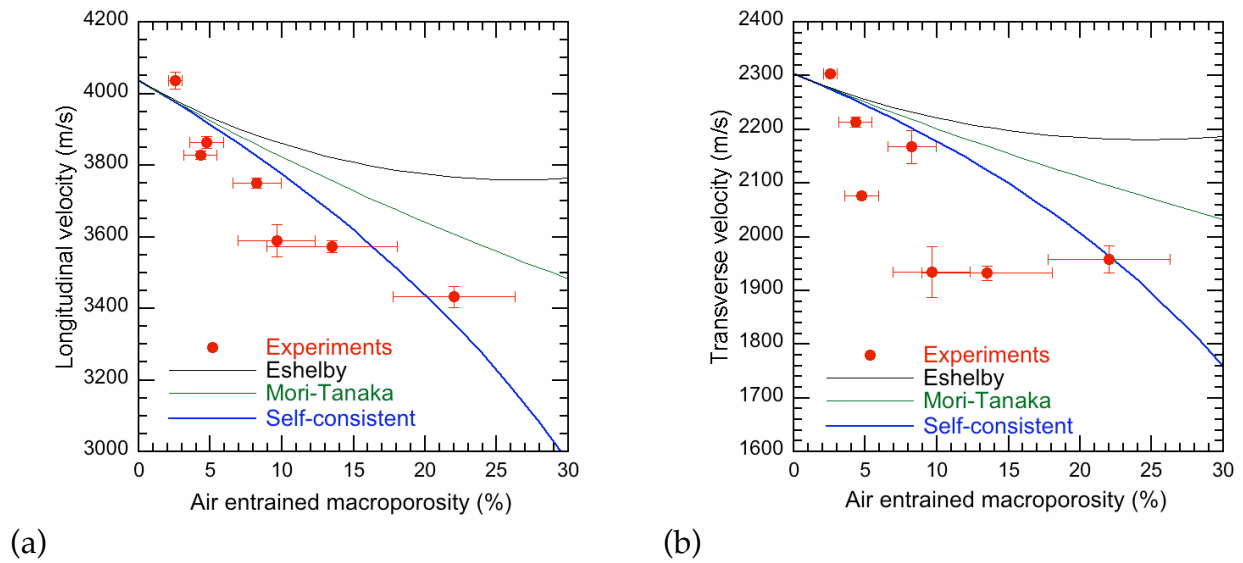 4200
4000
3800
3600
3400
3200
3000
Longitudinal velocity (m/s)
Experiments
Eshelby
Mori-Tanaka
Self-consistent
0 5 10 15 20 25 30
Air entrained macroporosity (%)
(a)
2400
2300
2200
2100
2000
1900
1800
1700
1600
Transverse velocity (m/s)
Experiments
Eshelby
Mori-Tanaka
Self-consistent
0 5 10 15 20 25 30
Air entrained macroporosity (%)
(b)